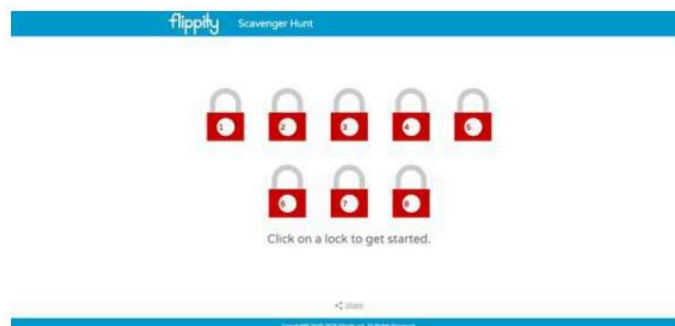 flippity Scavenger Hunt
1 2 3 4 5
6 7 8
Click on a lock to get started.
share